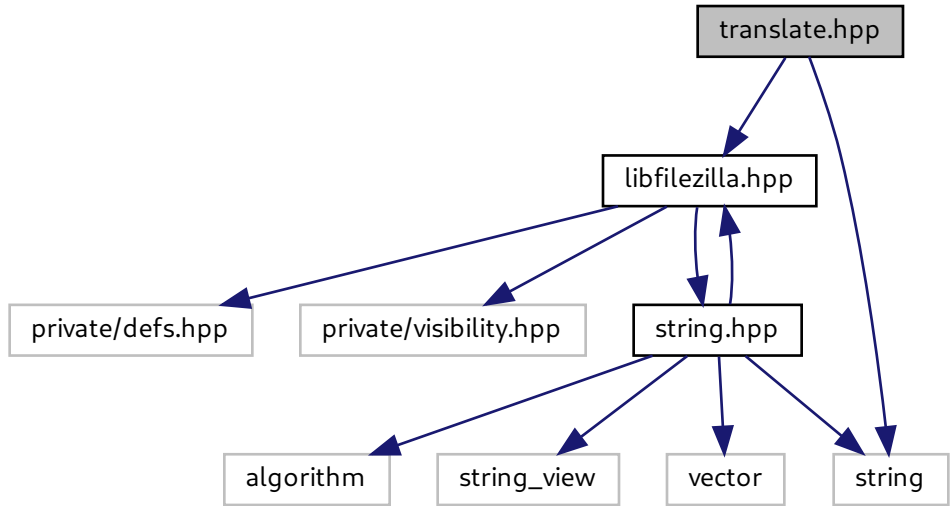 translate.hpp
libfilezilla.hpp
private/defs.hpp
private/visibility.hpp
string.hpp
algorithm
string_view
vector
string